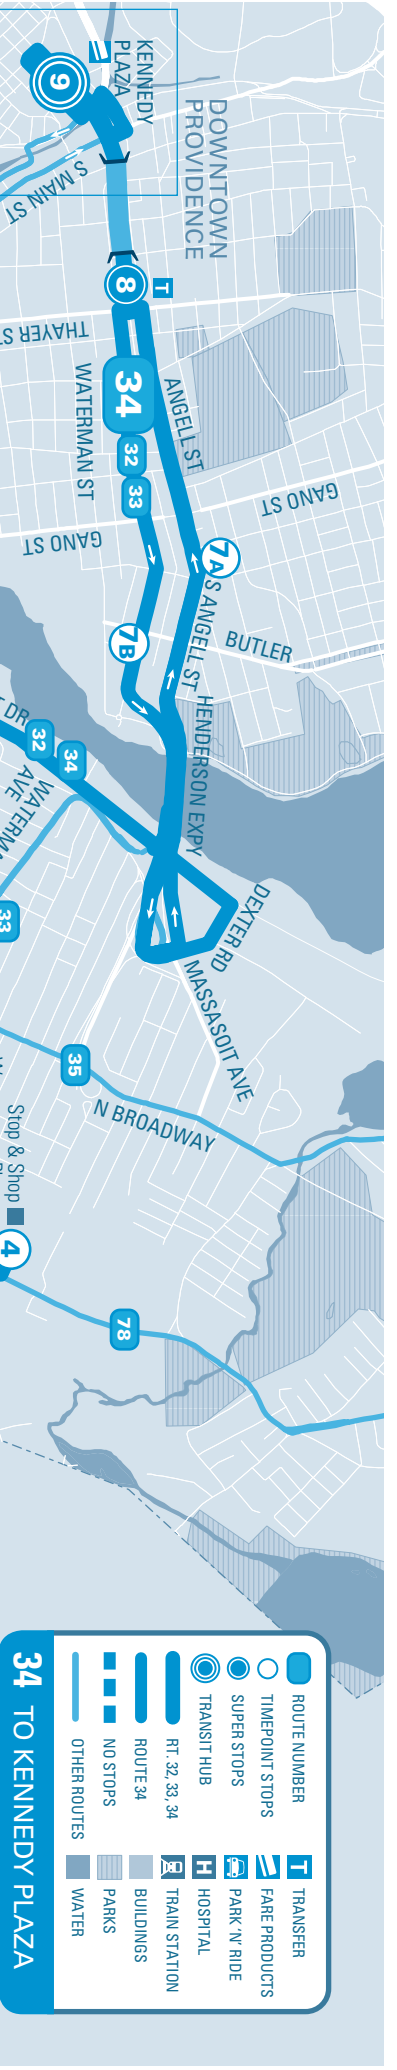 KENNEDY
PLAZA
9
S MAIN ST
DOWNTOWN
PROVIDENCE
8
T
THAYER ST
34
32
33
WATERMAN ST
ANGELL ST
GANO ST
GANO ST
7A
7B
S ANGELL ST
BUTLER
HENDERSON EXPY
DR
32
34
AVE
33
DEXTER RD
MASSASOIT AVE
35
N BROADWAY
Stop & Shop
4
78
ROUTE NUMBER
TIMEPOINT STOPS
SUPER STOPS
TRANSIT HUB
RT. 32, 33, 34
ROUTE 34
NO STOPS
OTHER ROUTES
T TRANSFER
FARE PRODUCTS
PARK 'N' RIDE
H HOSPITAL
TRAIN STATION
BUILDINGS
PARKS
WATER
34 TO KENNEDY PLAZA